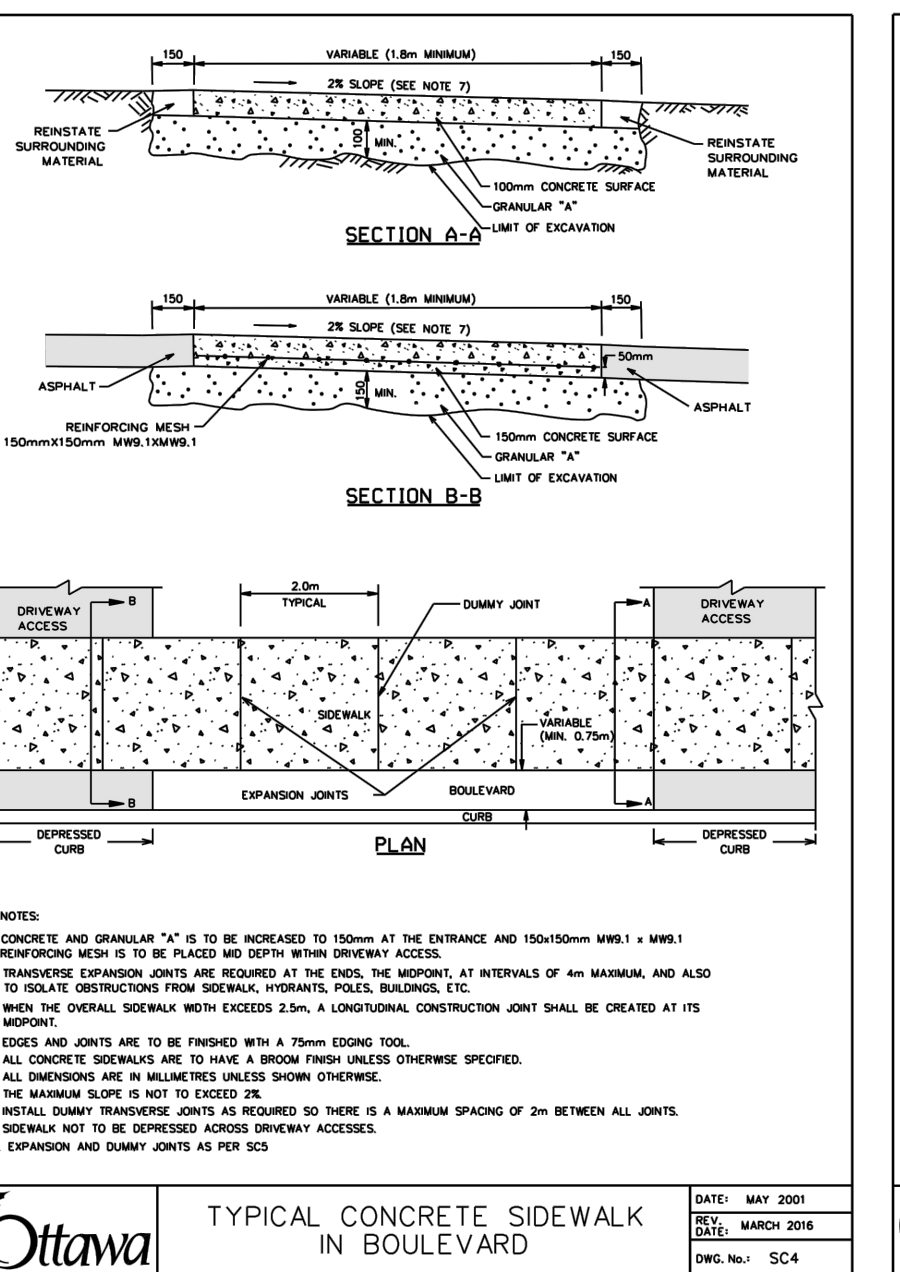 150 VARIABLE (1.8m MINIMUM) 150
2% SLOPE (SEE NOTE 7)
REINSTATE
SURROUNDING
MATERIAL
100 MIN.
REINSTATE
SURROUNDING
MATERIAL
100mm CONCRETE SURFACE
GRANULAR "A"
LIMIT OF EXCAVATION
SECTION A-A
150 VARIABLE (1.8m MINIMUM) 150
2% SLOPE (SEE NOTE 7)
50mm
ASPHALT
150 MIN.
ASPHALT
REINFORCING MESH
150mmX150mm MW9.1XMW9.1
150mm CONCRETE SURFACE
GRANULAR "A"
LIMIT OF EXCAVATION
SECTION B-B
2.0m
TYPICAL
DRIVEWAY
ACCESS
B
DUMMY JOINT
A
DRIVEWAY
ACCESS
SIDEWALK
VARIABLE
(MIN. 0.75m)
EXPANSION JOINTS
BOULEVARD
B
A
CURB
DEPRESSED
CURB
PLAN
DEPRESSED
CURB
NOTES:
CONCRETE AND GRANULAR "A" IS TO BE INCREASED TO 150mm AT THE ENTRANCE AND 150x150mm MW9.1 x MW9.1
REINFORCING MESH IS TO BE PLACED MID DEPTH WITHIN DRIVEWAY ACCESS.
TRANSVERSE EXPANSION JOINTS ARE REQUIRED AT THE ENDS, THE MIDPOINT, AT INTERVALS OF 4m MAXIMUM, AND ALSO
TO ISOLATE OBSTRUCTIONS FROM SIDEWALK, HYDRANTS, POLES, BUILDINGS, ETC.
WHEN THE OVERALL SIDEWALK WIDTH EXCEEDS 2.5m, A LONGITUDINAL CONSTRUCTION JOINT SHALL BE CREATED AT ITS
MIDPOINT.
EDGES AND JOINTS ARE TO BE FINISHED WITH A 75mm EDGING TOOL.
ALL CONCRETE SIDEWALKS ARE TO HAVE A BROOM FINISH UNLESS OTHERWISE SPECIFIED.
ALL DIMENSIONS ARE IN MILLIMETRES UNLESS SHOWN OTHERWISE.
THE MAXIMUM SLOPE IS NOT TO EXCEED 2%.
INSTALL DUMMY TRANSVERSE JOINTS AS REQUIRED SO THERE IS A MAXIMUM SPACING OF 2m BETWEEN ALL JOINTS.
SIDEWALK NOT TO BE DEPRESSED ACROSS DRIVEWAY ACCESSES.
. EXPANSION AND DUMMY JOINTS AS PER SC5
Ottawa
TYPICAL CONCRETE SIDEWALK
IN BOULEVARD
DATE: MAY 2001
REV. DATE: MARCH 2016
DWG. No.: SC4